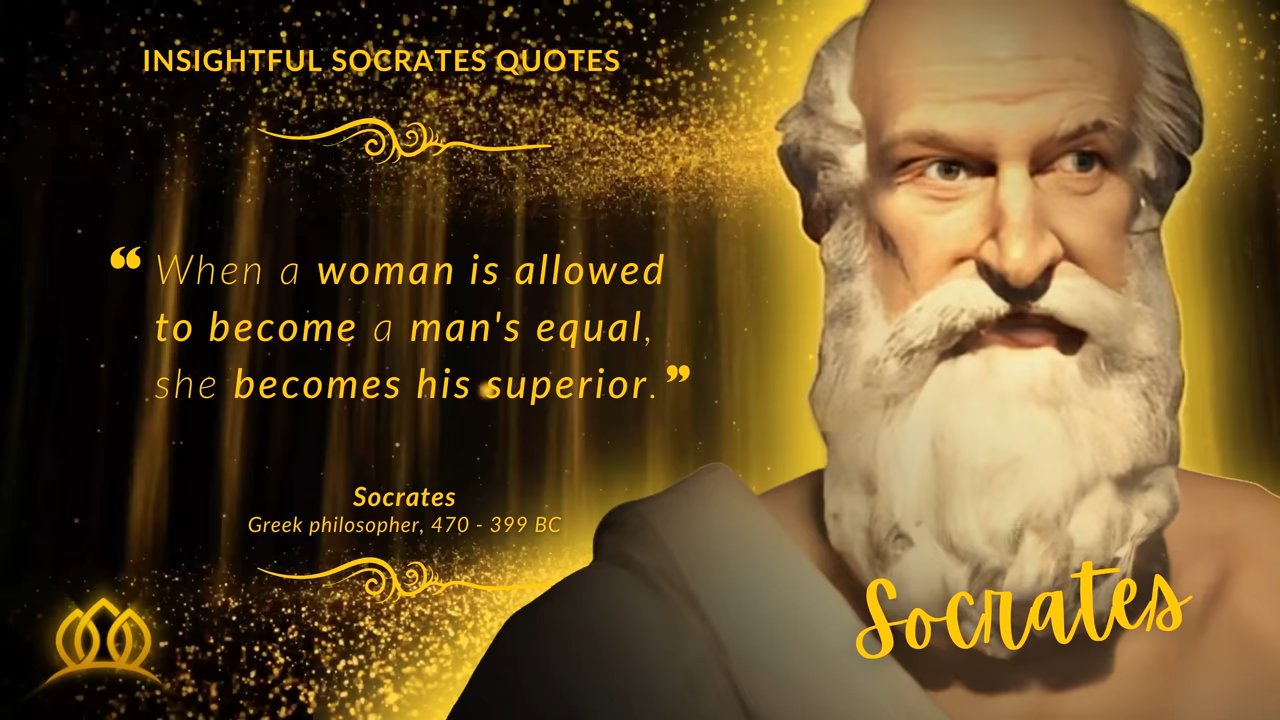 INSIGHTFUL SOCRATES QUOTES
“When a woman is allowed
to become a man's equal,
she becomes his superior.”
Socrates
Greek philosopher, 470 - 399 BC
Socrates